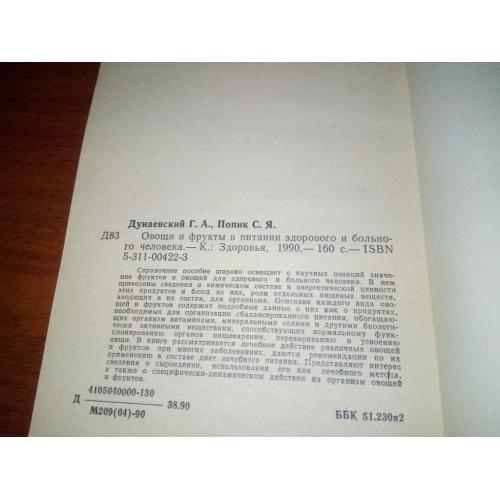 Дунаевский Г. А., Попик С. Я.
Д83 Овощи и фрукты в питании здорового и больно-
го человека.— К.: Здоровья, 1990.— 160 с.— ISBN
5-311-00422-3
Справочное пособие широко освещает с научных позиций значе-
ние фруктов и овощей для здорового и больного человека. В нем
приведены сведения о химическом составе и энергетической ценности
этих продуктов и блюд из них, роли отдельных пищевых веществ,
входящих в их состав, для организма. Описания каждого вида ово-
щей и фруктов содержит подробные данные о них как о продуктах,
необходимых для организации сбалансированного питания, обогащаю-
щих организм витаминами, минеральными солями и другими биологи-
чески активными веществами, способствующих нормальному функ-
ционированию органов пищеварения, перевариванию и усвоению
пищи. В книге рассматривается лечебное действие различных овощей
и фруктов при многих заболеваниях, даются рекомендации по их
применению в составе диет лечебного питания. Представляют интерес
сведения о сыроедении, использовании его как лечебного метода,
а также о специфически-динамическом действии на организм овощей
и фруктов.
Д 4105040000-130
М209(04)-90 38.90 ББК 51.230я2